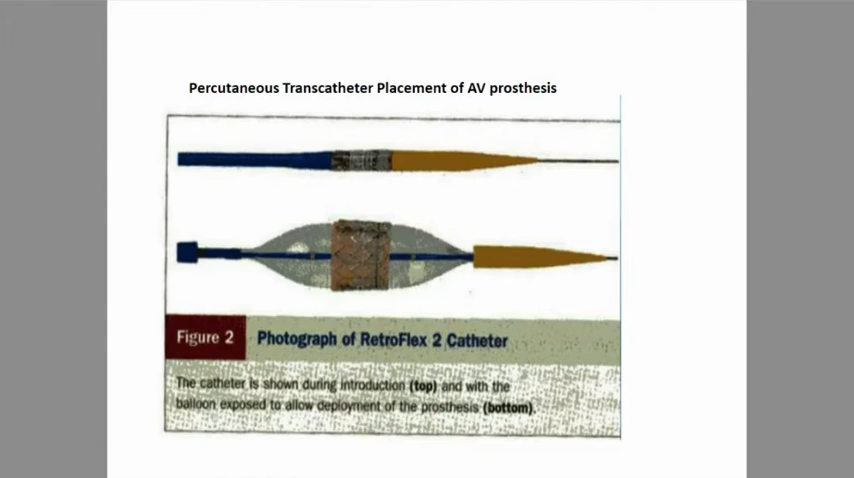 Percutaneous Transcatheter Placement of AV prosthesis
Figure 2 Photograph of RetroFlex 2 Catheter
The catheter is shown during introduction (top) and with the
balloon exposed to allow deployment of the prosthesis (bottom).